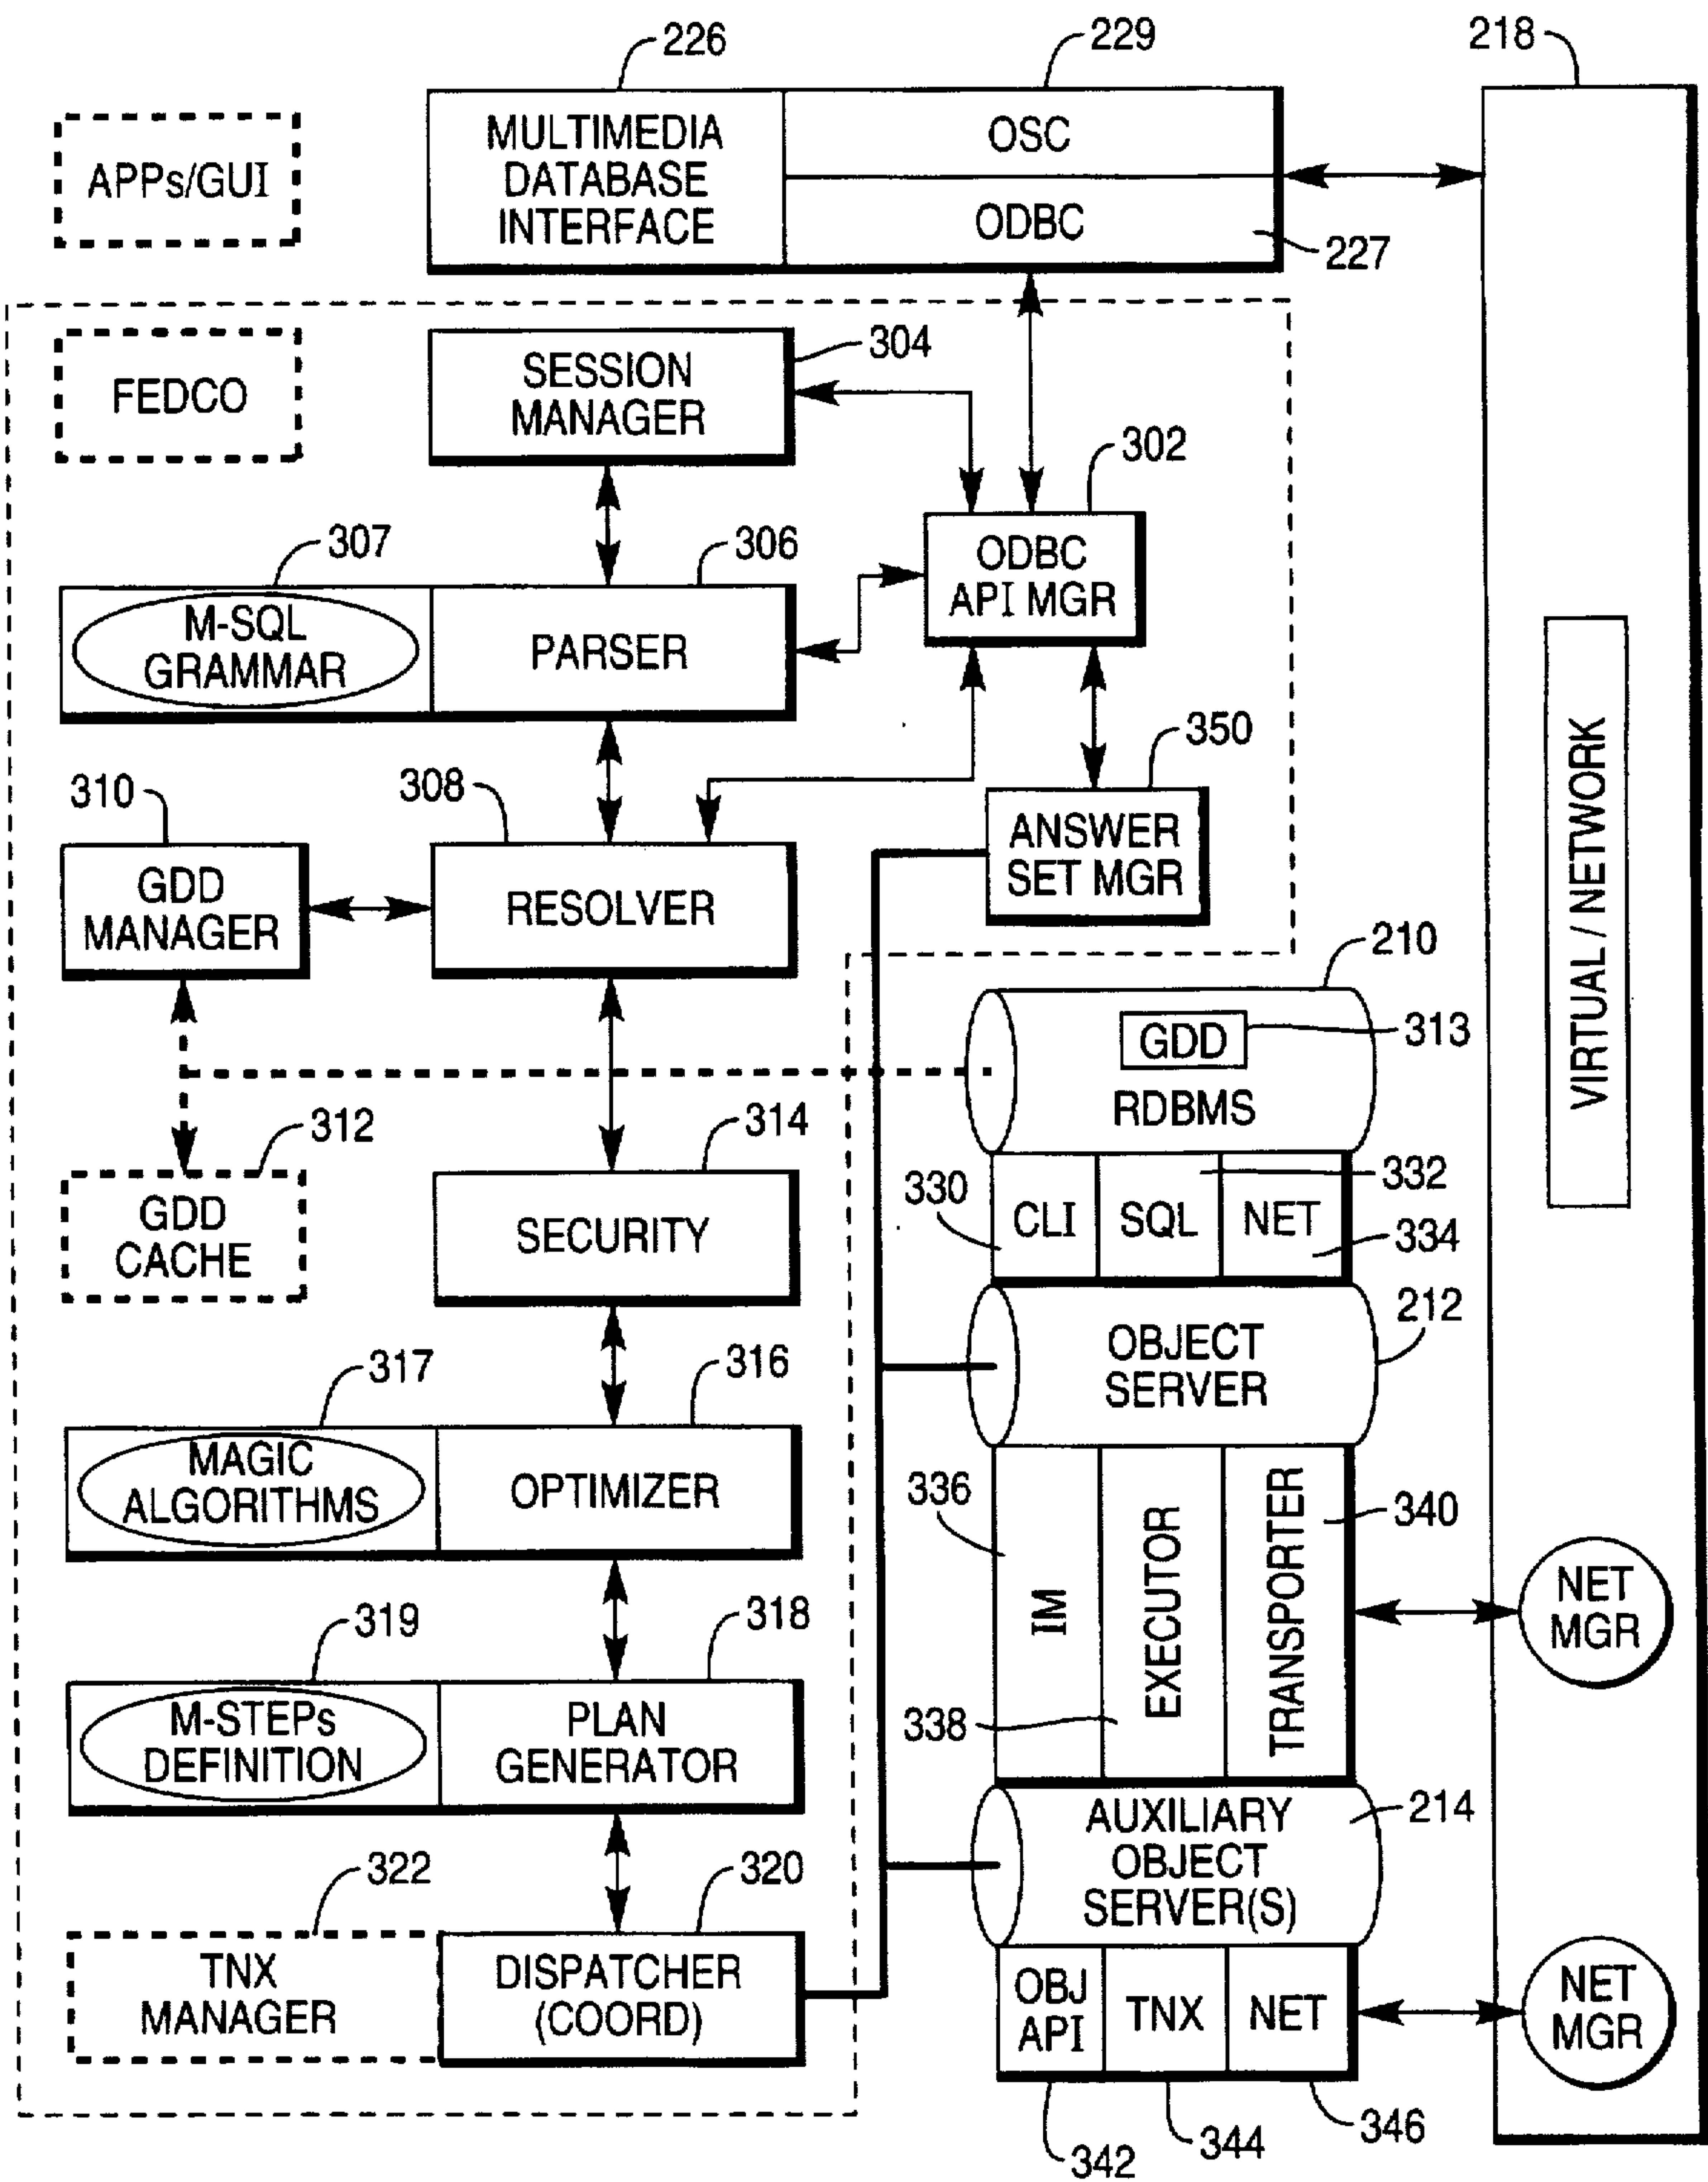 226
229
218
APPs/GUI
MULTIMEDIA
DATABASE
INTERFACE
OSC
ODBC
227
FEDCO
SESSION
MANAGER
304
302
ODBC
API MGR
307
306
M-SQL
GRAMMAR
PARSER
350
ANSWER
SET MGR
310
308
GDD
MANAGER
RESOLVER
VIRTUAL / NETWORK
210
GDD
313
RDBMS
312
GDD
CACHE
314
SECURITY
330
332
CLI
SQL
NET
334
212
OBJECT
SERVER
317
316
MAGIC
ALGORITHMS
OPTIMIZER
336
340
IM
EXECUTOR
TRANSPORTER
338
NET
MGR
319
318
M-STEPs
DEFINITION
PLAN
GENERATOR
AUXILIARY
OBJECT
SERVER(S)
214
322
320
TNX
MANAGER
DISPATCHER
(COORD)
OBJ
API
TNX
NET
NET
MGR
342
344
346